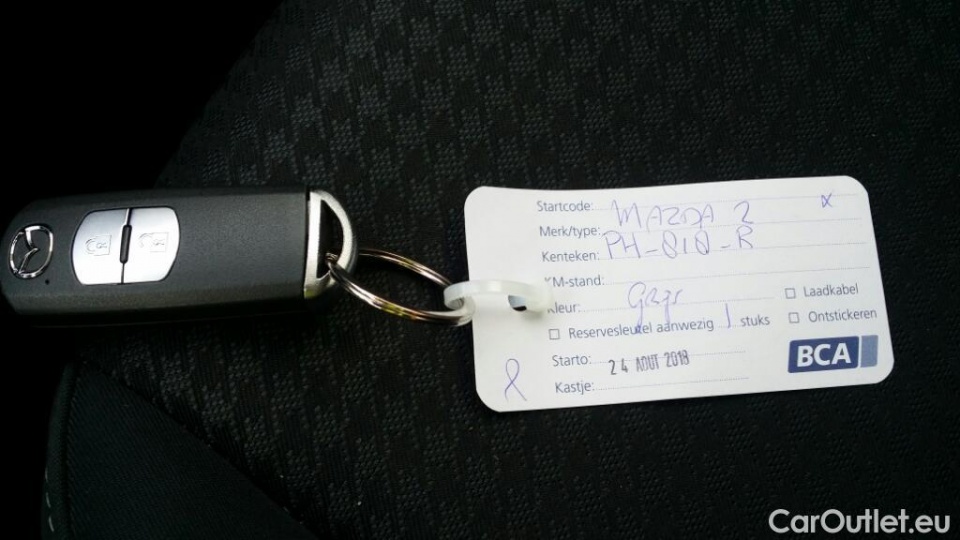 Startcode:
Merk/type: MAZDA 2 x
Kenteken: PH-818-R
KM-stand:
Kleur: Grijs
☐ Laadkabel
☐ Reservesleutel aanwezig 1 stuks
☐ Ontstickeren
Starto: 24 AOUT 2018
Kastje:
BCA
CarOutlet.eu